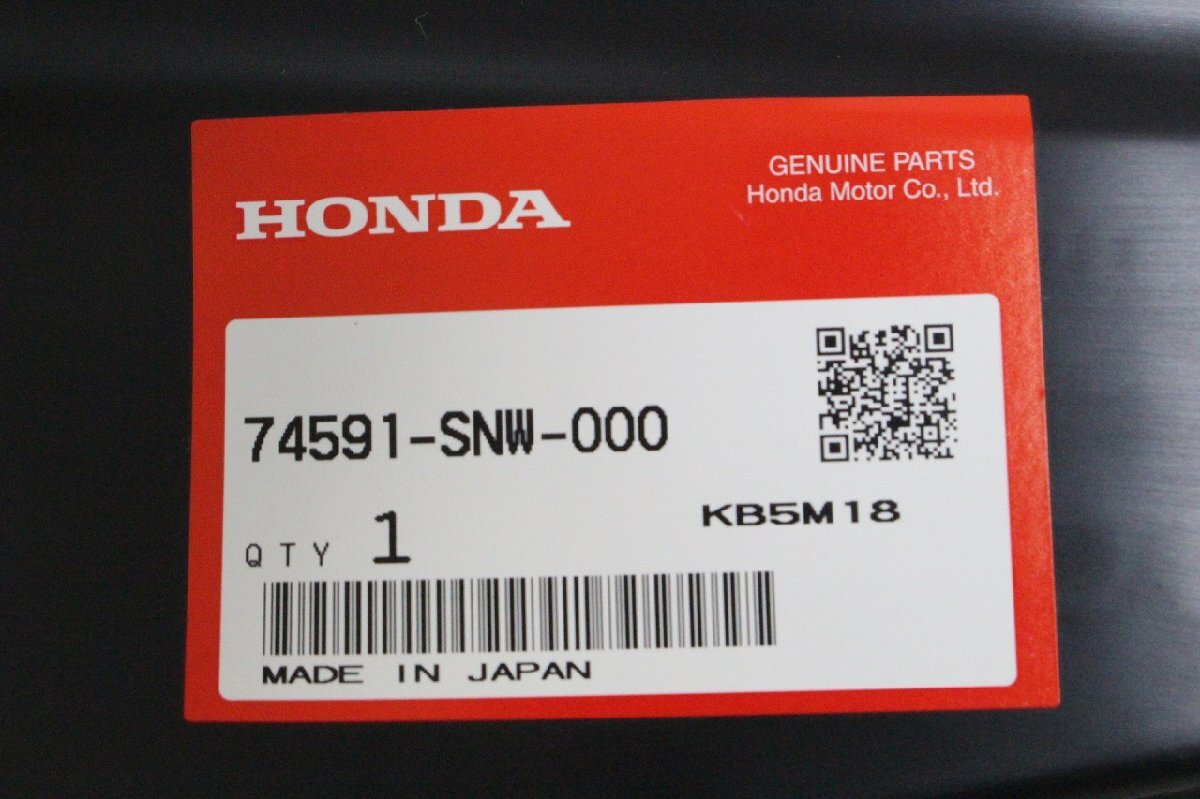 HONDA
GENUINE PARTS
Honda Motor Co., Ltd.
74591-SNW-000
KB5M18
QTY 1
MADE IN JAPAN